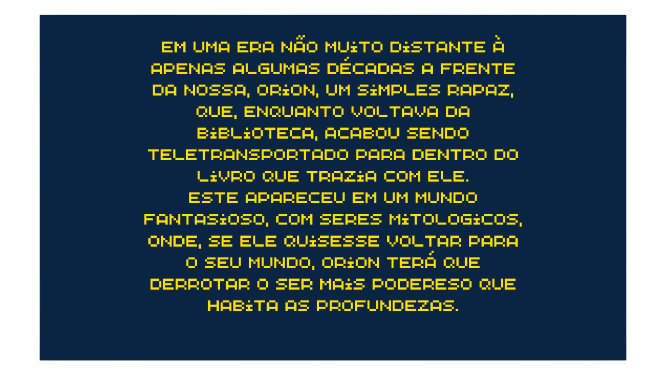 EM UMA ERA NÃO MUITO DISTANTE À
APENAS ALGUMAS DÉCADAS A FRENTE
DA NOSSA, ORION, UM SIMPLES RAPAZ,
QUE, ENQUANTO VOLTAVA DA
BIBLIOTECA, ACABOU SENDO
TELETRANSPORTADO PARA DENTRO DO
LIVRO QUE TRAZIA COM ELE.
ESTE APARECEU EM UM MUNDO
FANTASIOSO, COM SERES MITOLOGICOS,
ONDE, SE ELE QUISESSE VOLTAR PARA
O SEU MUNDO, ORION TERÁ QUE
DERROTAR O SER MAIS PODERESO QUE
HABITA AS PROFUNDEZAS.